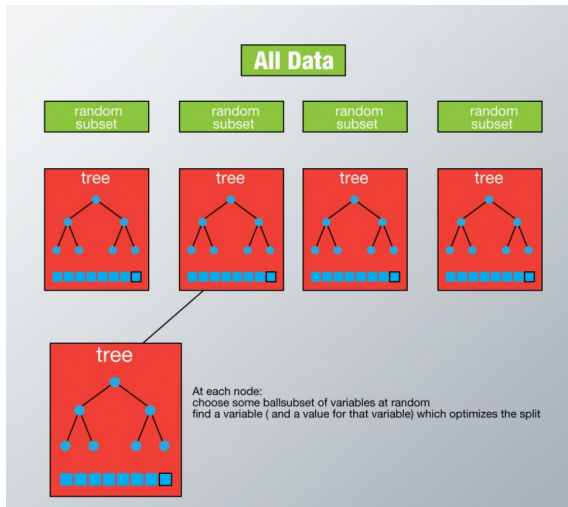 All Data
random
subset
random
subset
random
subset
random
subset
tree
tree
tree
tree
tree
At each node:
choose some ballsubset of variables at random
find a variable ( and a value for that variable) which optimizes the split